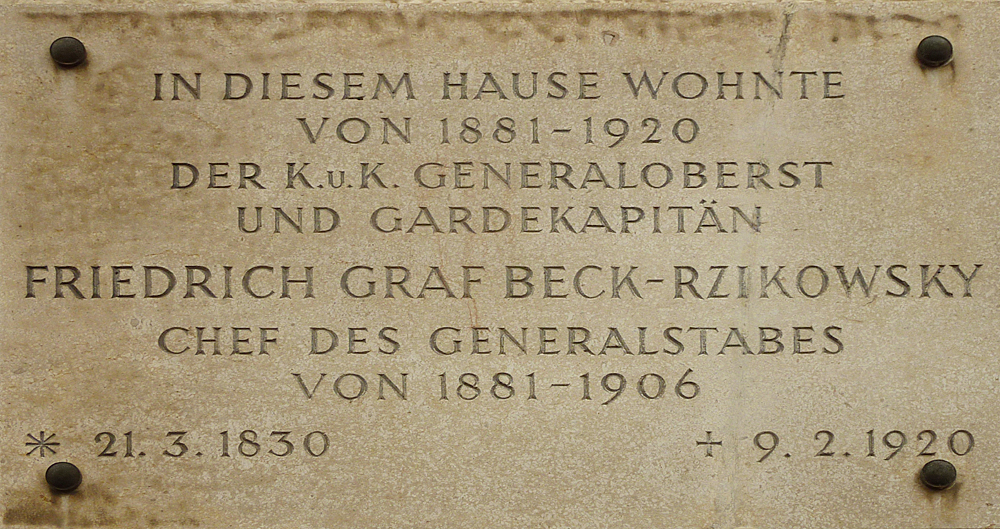 IN DIESEM HAUSE WOHNTE
VON 1881-1920
DER K.u.K. GENERALOBERST
UND GARDEKAPITÄN
FRIEDRICH GRAF BECK-RZIKOWSKY
CHEF DES GENERALSTABES
VON 1881-1906
* 21. 3. 1830 † 9. 2. 1920